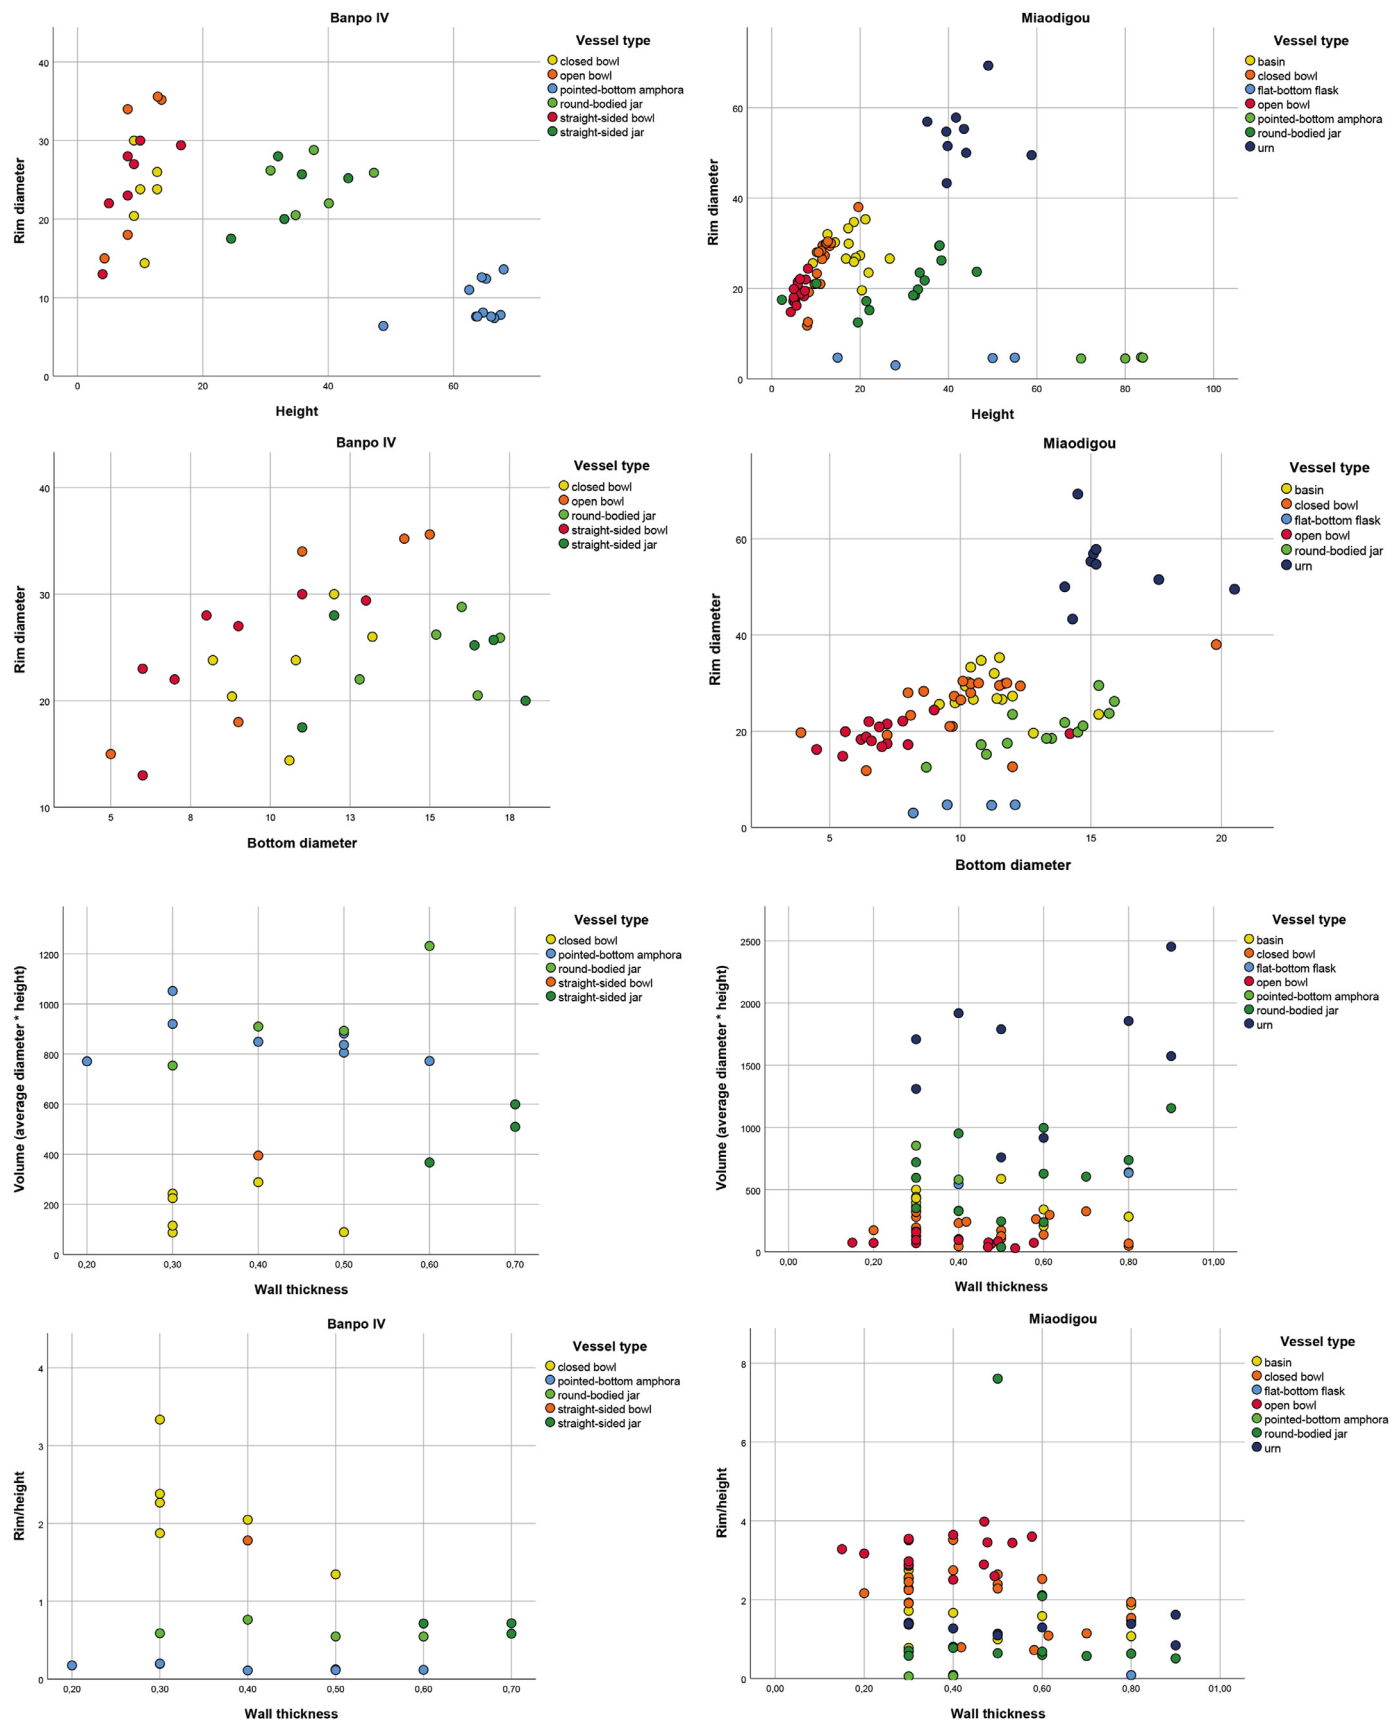 Banpo IV
Vessel type
closed bowl
open bowl
pointed-bottom amphora
round-bodied jar
straight-sided bowl
straight-sided jar
Rim diameter
40
30
20
10
0
0 20 40 60
Height
Miaodigou
Vessel type
basin
closed bowl
flat-bottom flask
open bowl
pointed-bottom amphora
round-bodied jar
urn
Rim diameter
60
40
20
0
0 20 40 60 80 100
Height
Banpo IV
Vessel type
closed bowl
open bowl
round-bodied jar
straight-sided bowl
straight-sided jar
Rim diameter
40
30
20
10
5 8 10 13 15 18
Bottom diameter
Miaodigou
Vessel type
basin
closed bowl
flat-bottom flask
open bowl
round-bodied jar
urn
Rim diameter
60
40
20
0
5 10 15 20
Bottom diameter
Vessel type
closed bowl
pointed-bottom amphora
round-bodied jar
straight-sided bowl
straight-sided jar
Volume (average diameter * height)
1200
1000
800
600
400
200
0
0,20 0,30 0,40 0,50 0,60 0,70
Wall thickness
Vessel type
basin
closed bowl
flat-bottom flask
open bowl
pointed-bottom amphora
round-bodied jar
urn
Volume (average diameter * height)
2500
2000
1500
1000
500
0
0,00 0,20 0,40 0,60 0,80 01,00
Wall thickness
Banpo IV
Vessel type
closed bowl
pointed-bottom amphora
round-bodied jar
straight-sided bowl
straight-sided jar
Rim/height
4
3
2
1
0
0,20 0,30 0,40 0,50 0,60 0,70
Wall thickness
Miaodigou
Vessel type
basin
closed bowl
flat-bottom flask
open bowl
pointed-bottom amphora
round-bodied jar
urn
Rim/height
8
6
4
2
0
0,00 0,20 0,40 0,60 0,80 01,00
Wall thickness